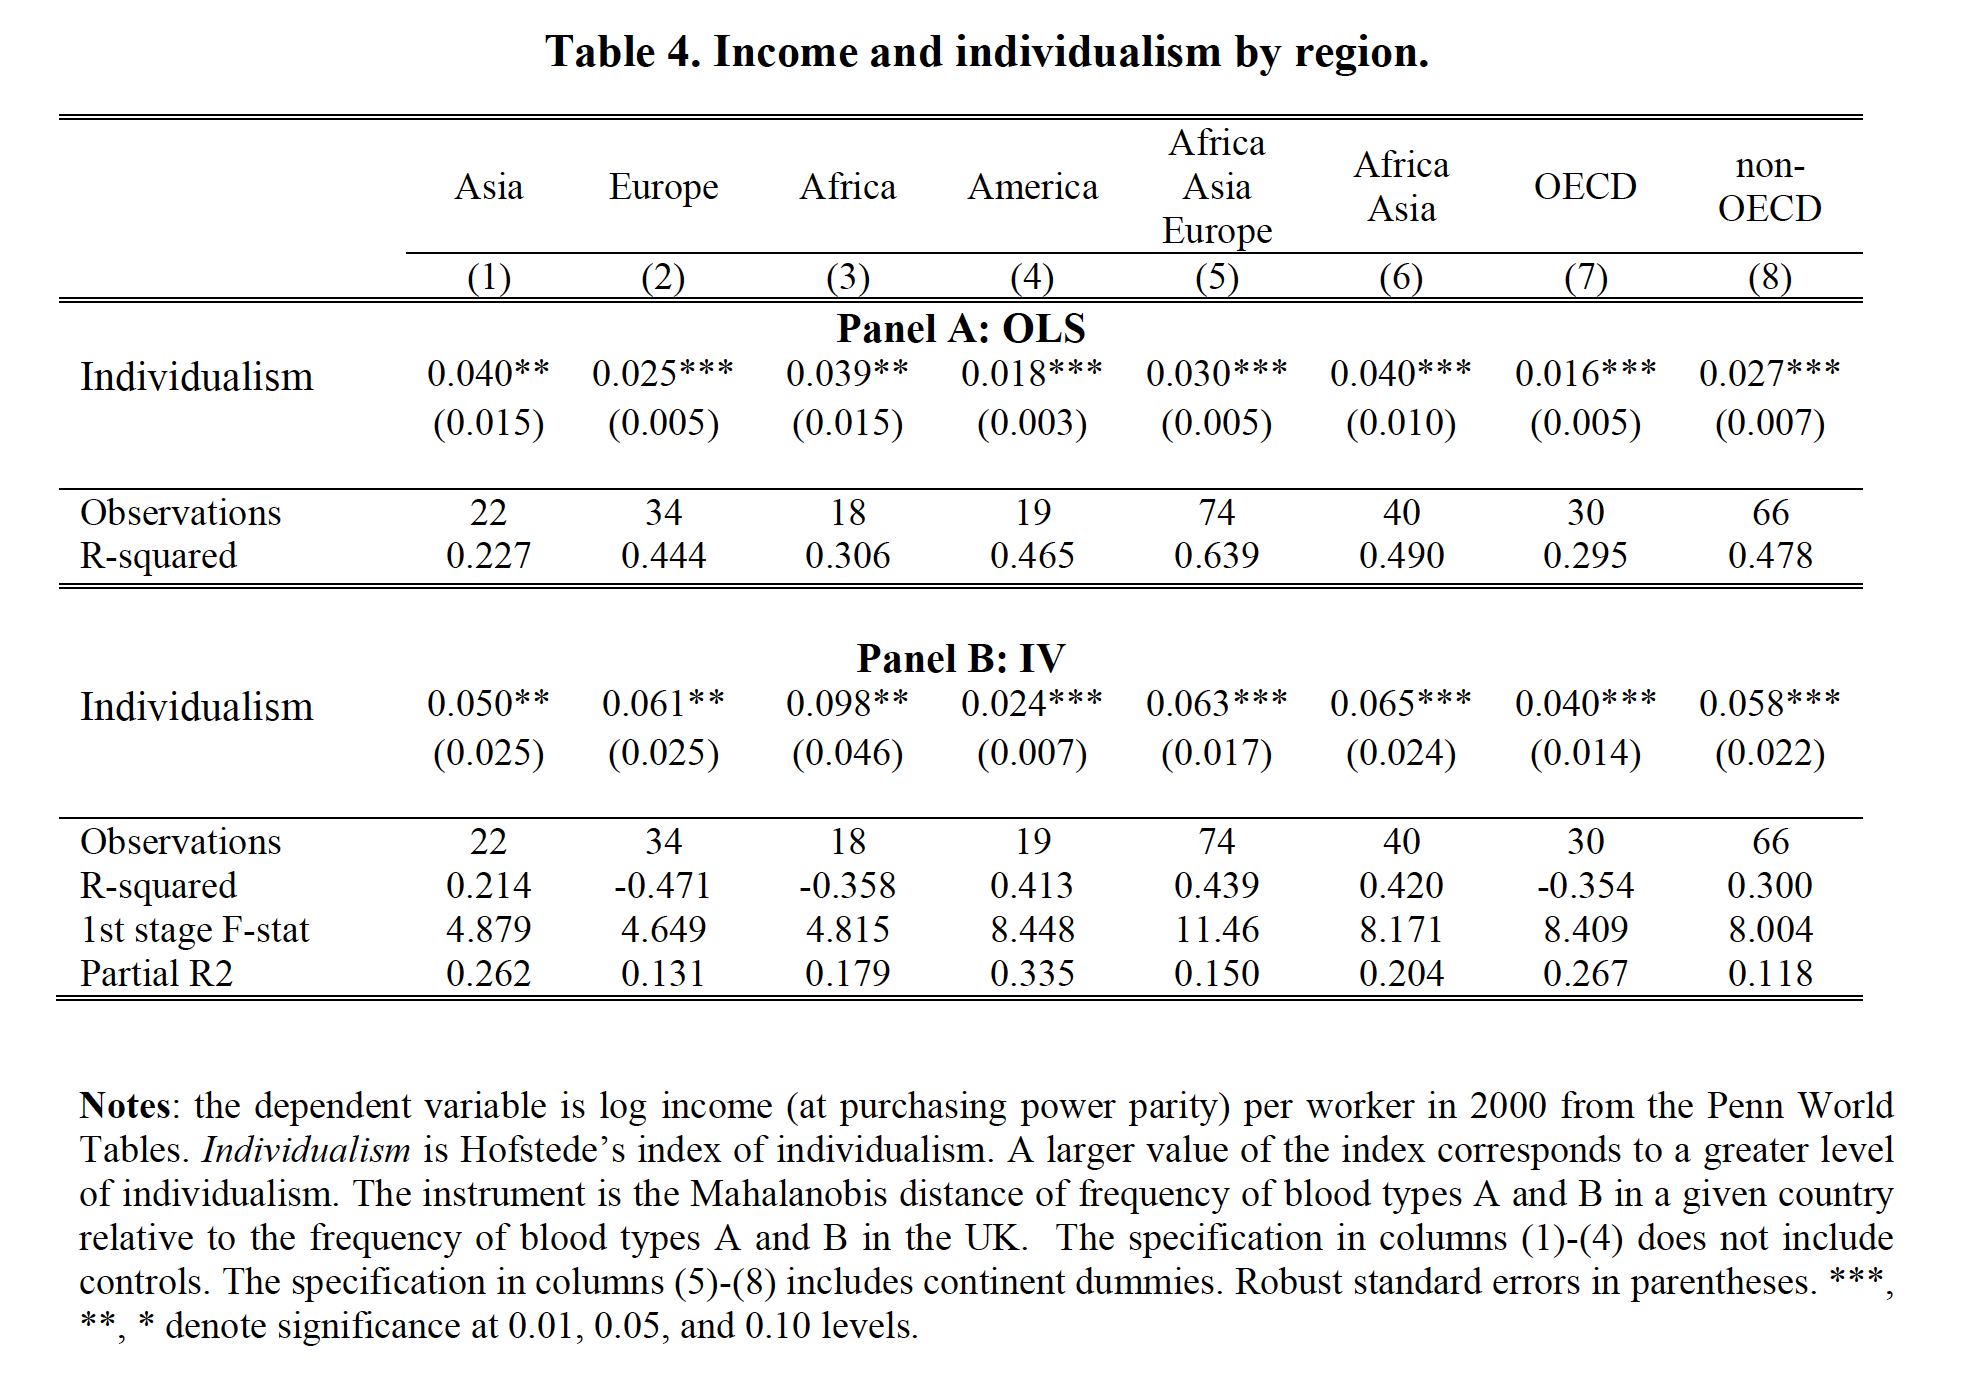 Table 4. Income and individualism by region.
Asia Europe Africa America Africa Asia Europe Africa Asia OECD non-OECD
(1) (2) (3) (4) (5) (6) (7) (8)
Panel A: OLS
Individualism 0.040** 0.025*** 0.039** 0.018*** 0.030*** 0.040*** 0.016*** 0.027***
(0.015) (0.005) (0.015) (0.003) (0.005) (0.010) (0.005) (0.007)
Observations 22 34 18 19 74 40 30 66
R-squared 0.227 0.444 0.306 0.465 0.639 0.490 0.295 0.478
Panel B: IV
Individualism 0.050** 0.061** 0.098** 0.024*** 0.063*** 0.065*** 0.040*** 0.058***
(0.025) (0.025) (0.046) (0.007) (0.017) (0.024) (0.014) (0.022)
Observations 22 34 18 19 74 40 30 66
R-squared 0.214 -0.471 -0.358 0.413 0.439 0.420 -0.354 0.300
1st stage F-stat 4.879 4.649 4.815 8.448 11.46 8.171 8.409 8.004
Partial R2 0.262 0.131 0.179 0.335 0.150 0.204 0.267 0.118
Notes: the dependent variable is log income (at purchasing power parity) per worker in 2000 from the Penn World
Tables. Individualism is Hofstede’s index of individualism. A larger value of the index corresponds to a greater level
of individualism. The instrument is the Mahalanobis distance of frequency of blood types A and B in a given country
relative to the frequency of blood types A and B in the UK. The specification in columns (1)-(4) does not include
controls. The specification in columns (5)-(8) includes continent dummies. Robust standard errors in parentheses. ***,
**, * denote significance at 0.01, 0.05, and 0.10 levels.